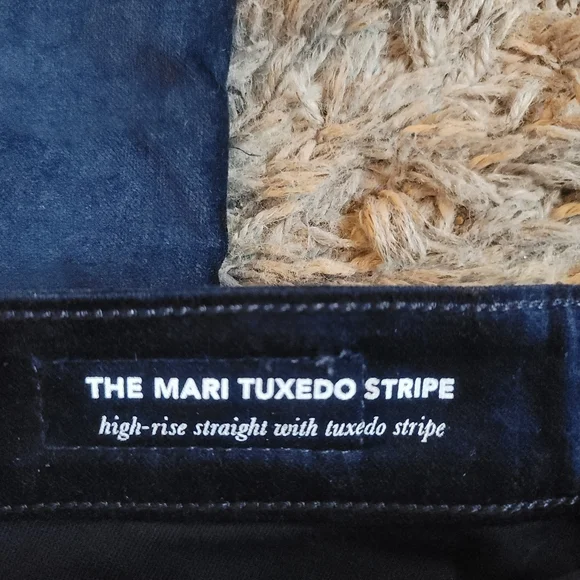 THE MARI TUXEDO STRIPE
high-rise straight with tuxedo stripe